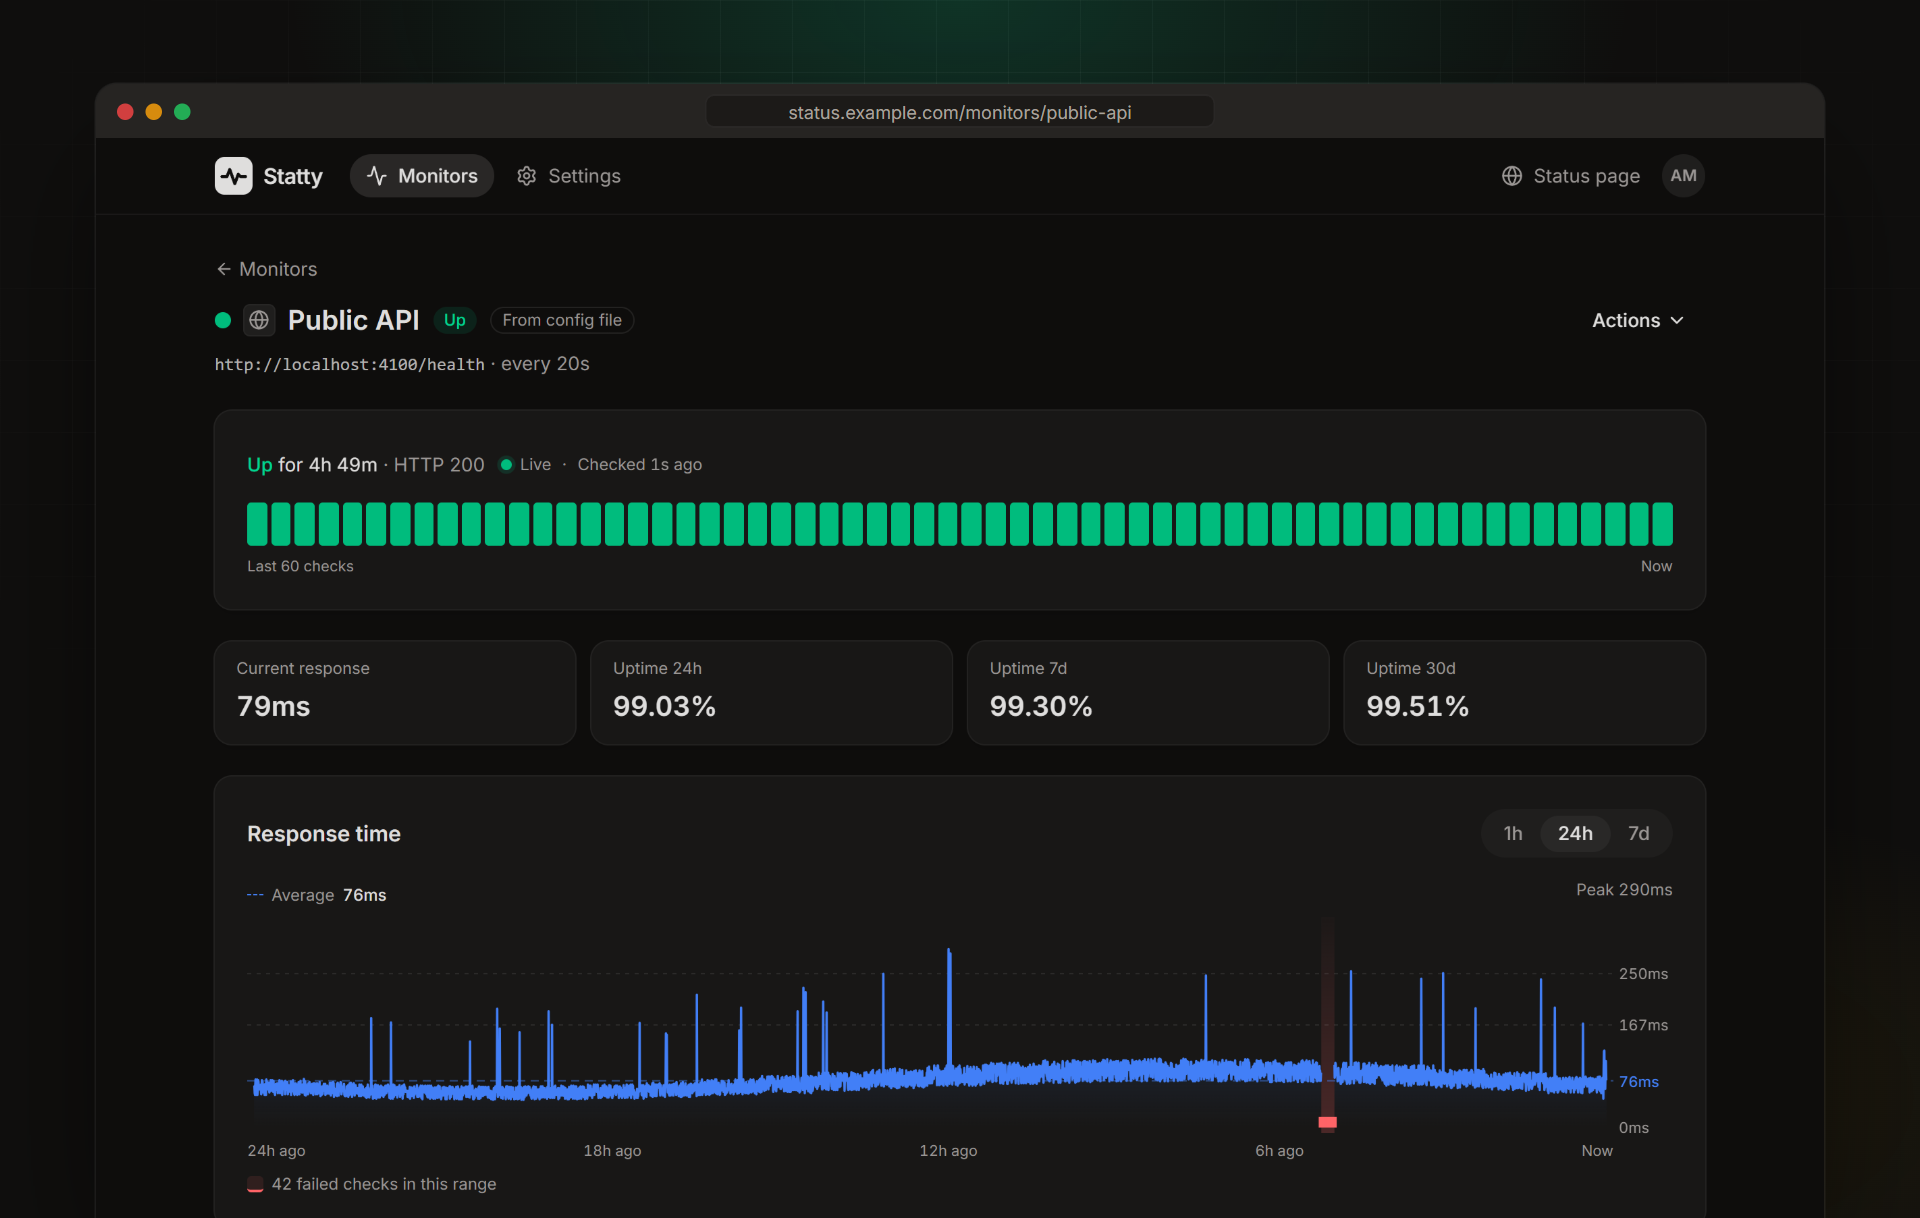 status.example.com/monitors/public-api
Statty
Monitors
Settings
Status page
AM
Monitors
Public API
Up
From config file
Actions
http://localhost:4100/health · every 20s
Up for 4h 49m · HTTP 200
Live · Checked 1s ago
Last 60 checks
Now
Current response
79ms
Uptime 24h
99.03%
Uptime 7d
99.30%
Uptime 30d
99.51%
Response time
1h
24h
7d
Average 76ms
Peak 290ms
250ms
167ms
76ms
0ms
24h ago
18h ago
12h ago
6h ago
Now
42 failed checks in this range